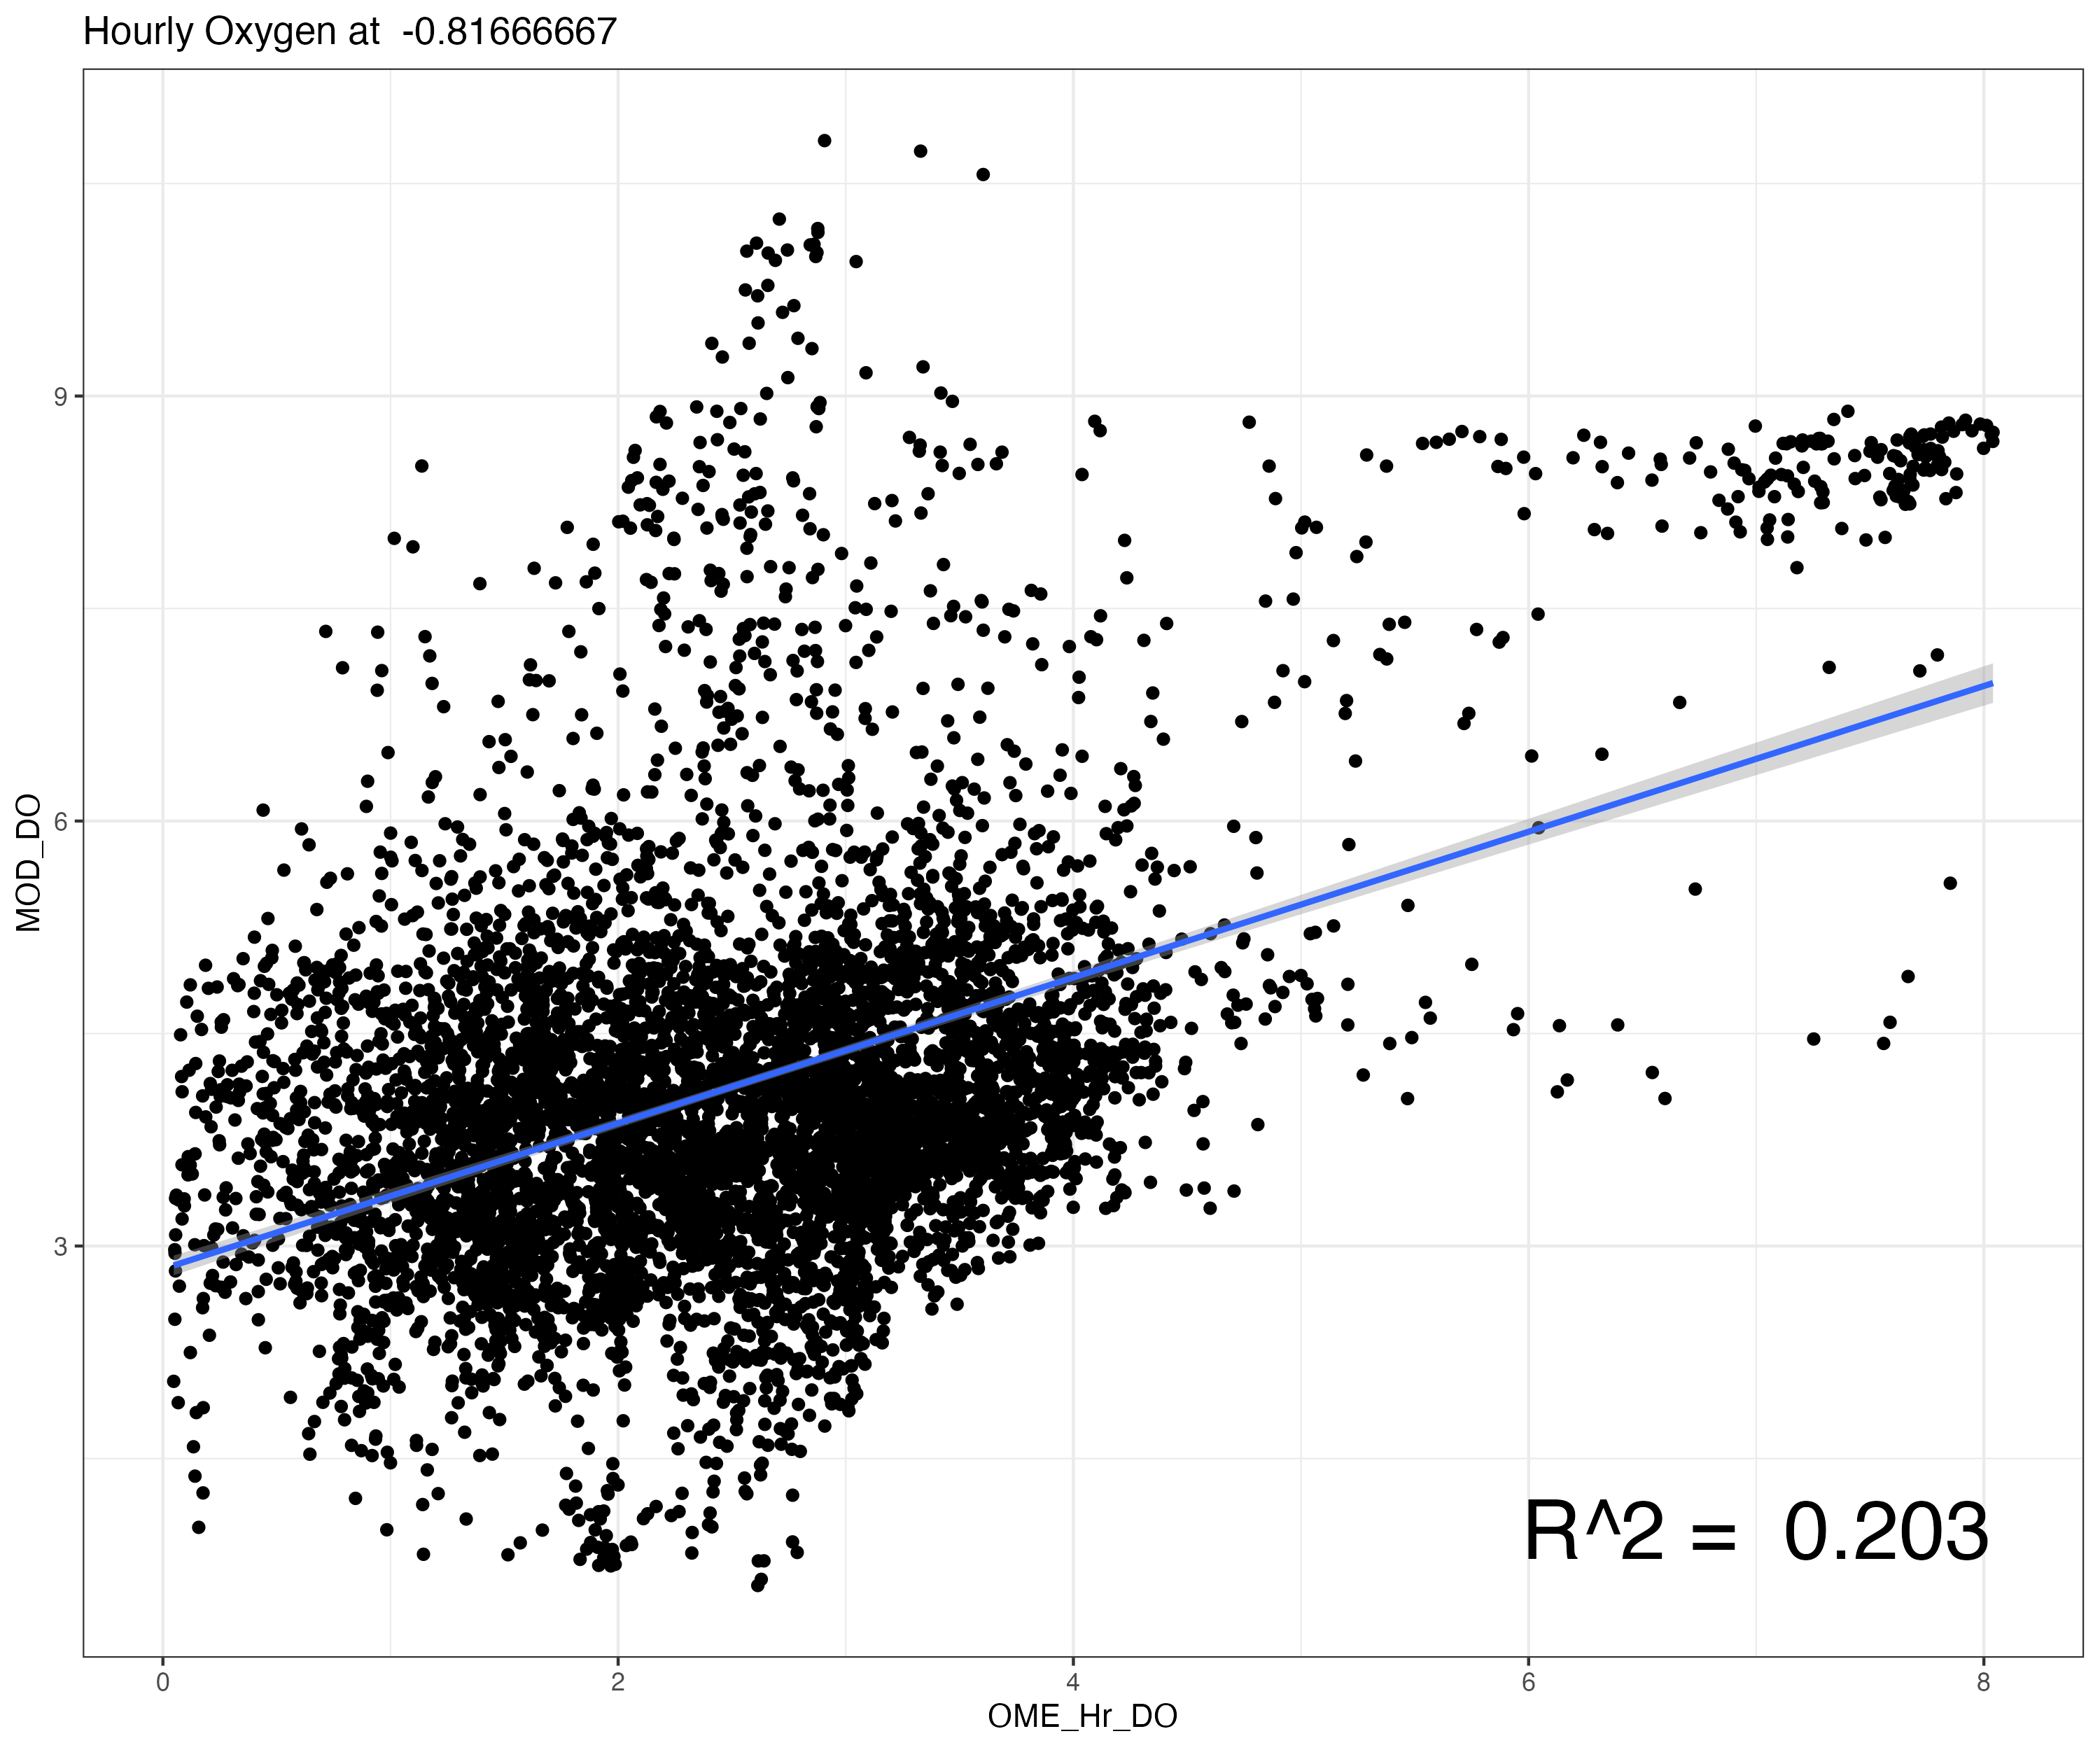 Hourly Oxygen at  -0.81666667
9
6
3
MOD_DO
R^2 =  0.203
0 2 4 6 8
OME_Hr_DO